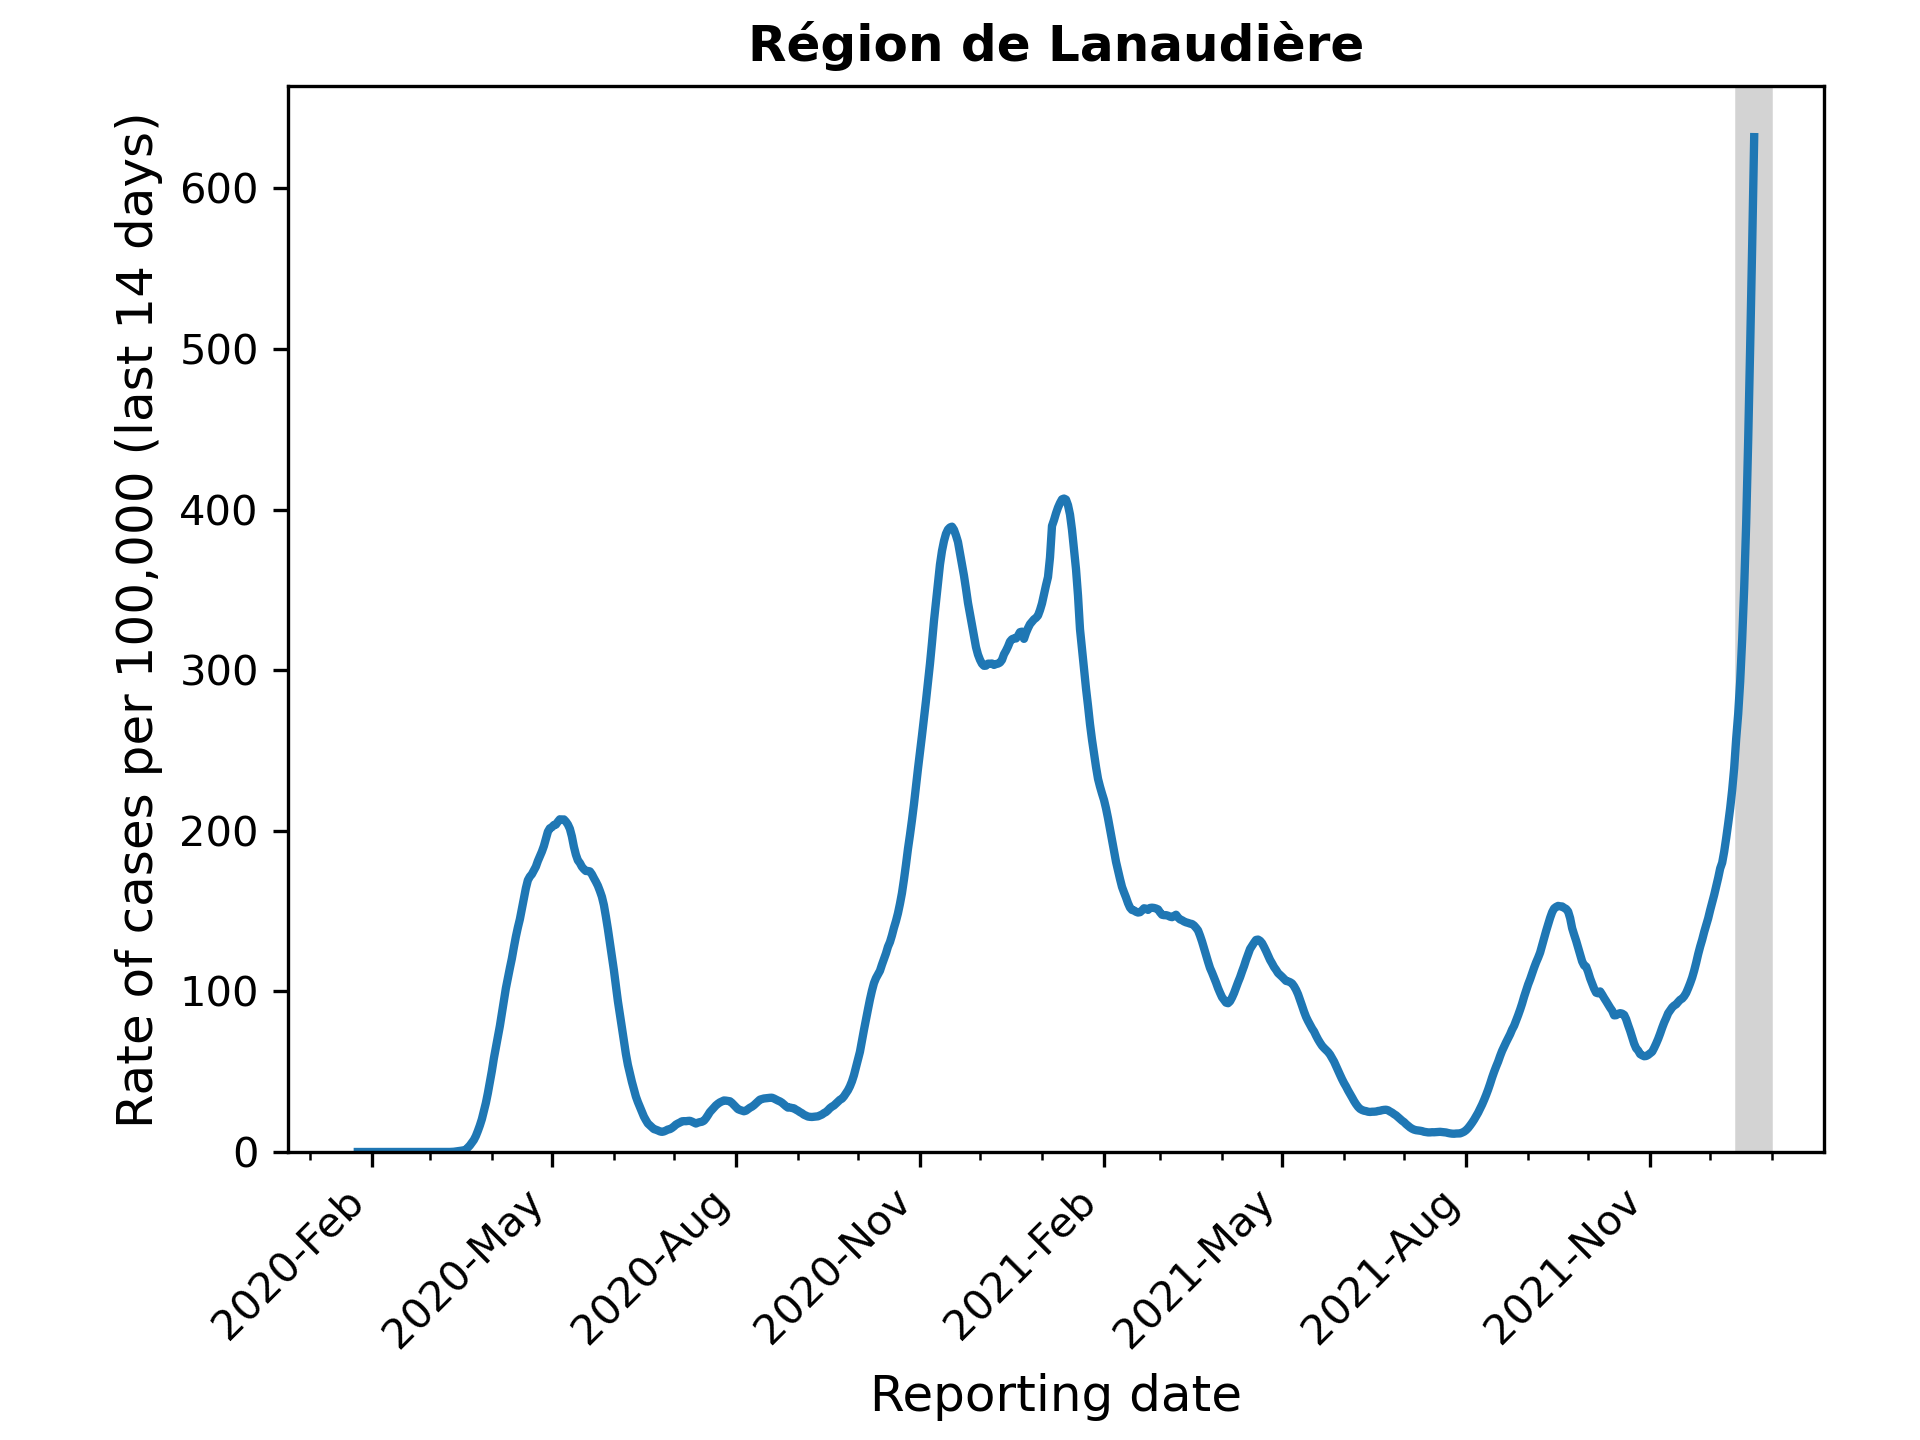 Région de Lanaudière
Rate of cases per 100,000 (last 14 days)
600
500
400
300
200
100
0
2020-Feb
2020-May
2020-Aug
2020-Nov
2021-Feb
2021-May
2021-Aug
2021-Nov
Reporting date